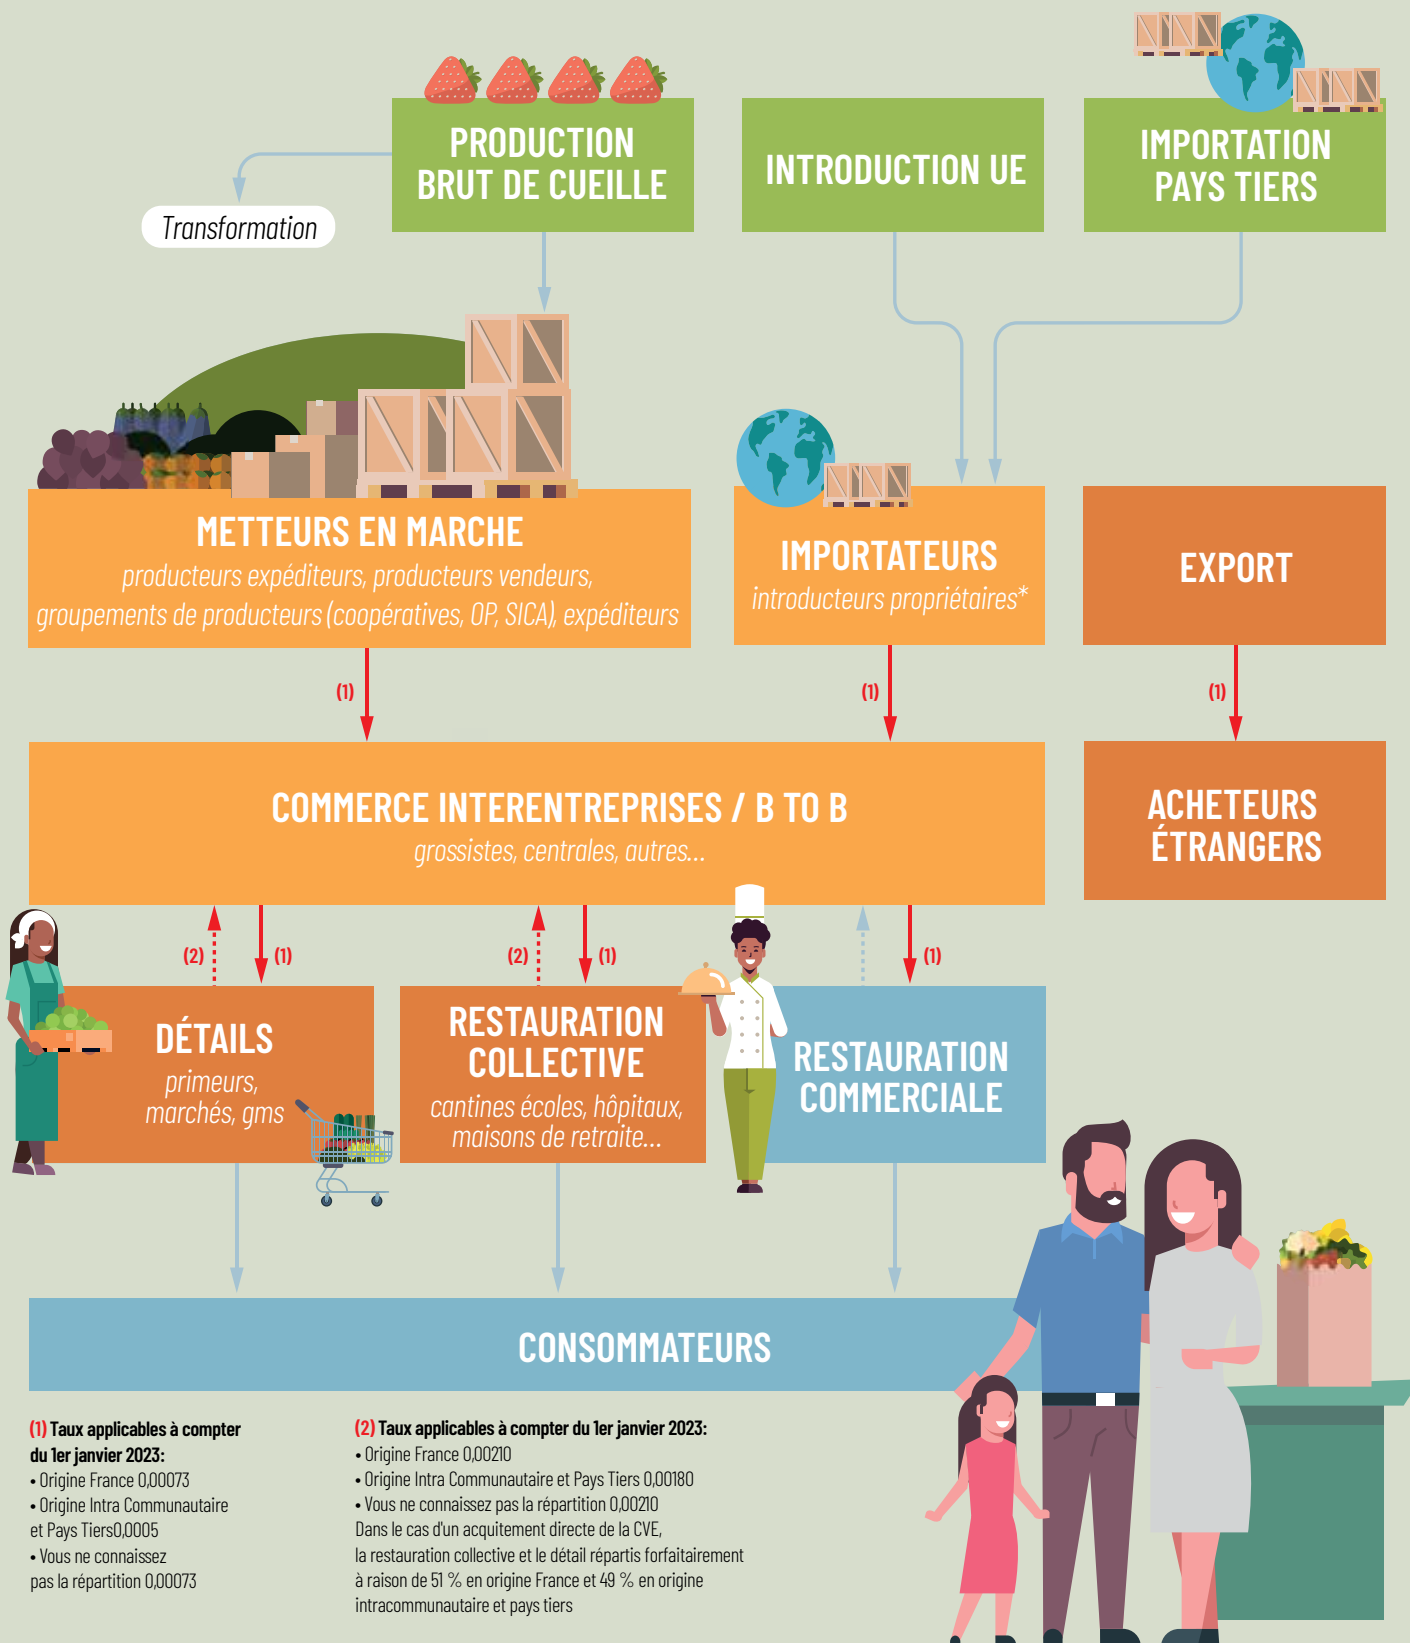 PRODUCTION
BRUT DE CUEILLE
INTRODUCTION UE
IMPORTATION
PAYS TIERS
Transformation
METTEURS EN MARCHE
producteurs expéditeurs, producteurs vendeurs,
groupements de producteurs (coopératives, OP, SICA), expéditeurs
IMPORTATEURS
introducteurs propriétaires*
EXPORT
(1)
(1)
(1)
COMMERCE INTERENTREPRISES / B TO B
grossistes, centrales, autres...
ACHETEURS
ÉTRANGERS
(2)
(1)
(2)
(1)
(1)
DÉTAILS
primeurs,
marchés, gms
RESTAURATION
COLLECTIVE
cantines écoles, hôpitaux,
maisons de retraite...
RESTAURATION
COMMERCIALE
CONSOMMATEURS
(1) Taux applicables à compter
du 1er janvier 2023:
• Origine France 0,00073
• Origine Intra Communautaire
et Pays Tiers0,0005
• Vous ne connaissez
pas la répartition 0,00073
(2) Taux applicables à compter du 1er janvier 2023:
• Origine France 0,00210
• Origine Intra Communautaire et Pays Tiers 0,00180
• Vous ne connaissez pas la répartition 0,00210
Dans le cas d'un acquitement directe de la CVE,
la restauration collective et le détail répartis forfaitairement
à raison de 51 % en origine France et 49 % en origine
intracommunautaire et pays tiers